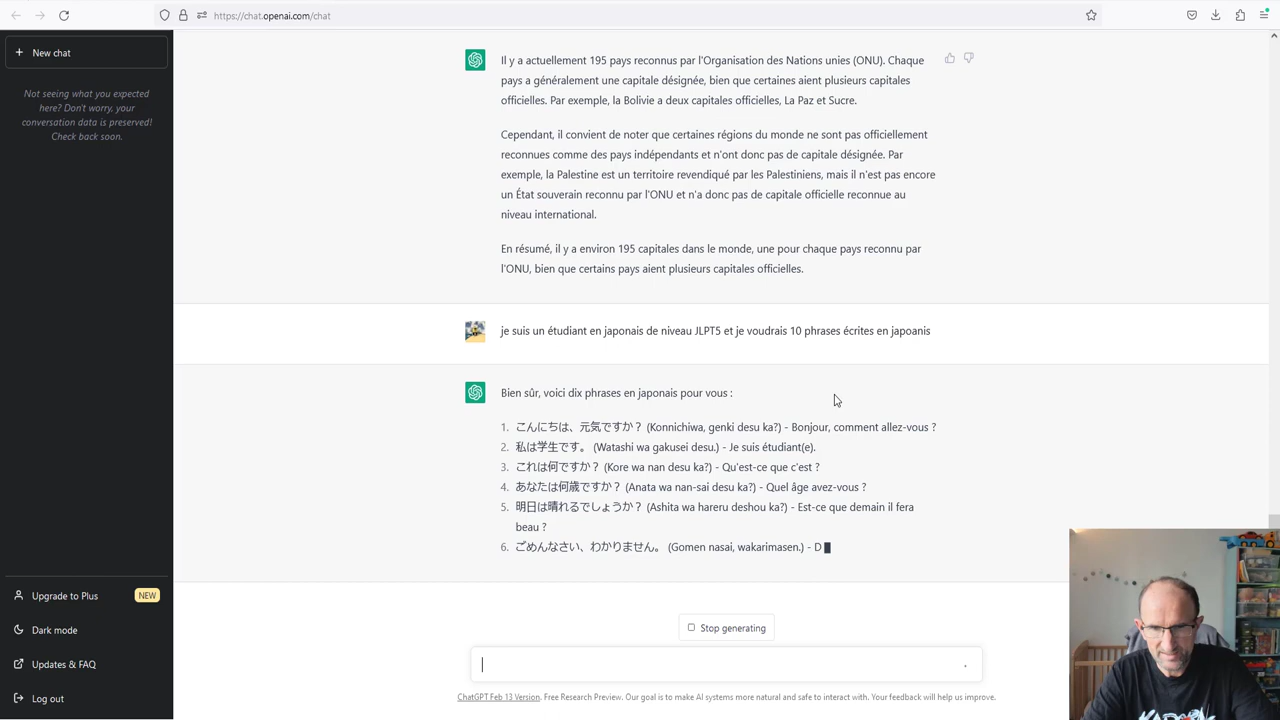 https://chat.openai.com/chat
New chat
Not seeing what you expected
here? Don't worry, your
conversation data is preserved!
Check back soon.
Il y a actuellement 195 pays reconnus par l'Organisation des Nations unies (ONU). Chaque
pays a généralement une capitale désignée, bien que certaines aient plusieurs capitales
officielles. Par exemple, la Bolivie a deux capitales officielles, La Paz et Sucre.
Cependant, il convient de noter que certaines régions du monde ne sont pas officiellement
reconnues comme des pays indépendants et n'ont donc pas de capitale désignée. Par
exemple, la Palestine est un territoire revendiqué par les Palestiniens, mais il n'est pas encore
un État souverain reconnu par l'ONU et n'a donc pas de capitale officielle reconnue au
niveau international.
En résumé, il y a environ 195 capitales dans le monde, une pour chaque pays reconnu par
l'ONU, bien que certains pays aient plusieurs capitales officielles.
je suis un étudiant en japonais de niveau JLPT5 et je voudrais 10 phrases écrites en japoanis
Bien sûr, voici dix phrases en japonais pour vous :
1. こんにちは、元気ですか？ (Konnichiwa, genki desu ka?) - Bonjour, comment allez-vous ?
2. 私は学生です。 (Watashi wa gakusei desu.) - Je suis étudiant(e).
3. これは何ですか？ (Kore wa nan desu ka?) - Qu'est-ce que c'est ?
4. あなたは何歳ですか？ (Anata wa nan-sai desu ka?) - Quel âge avez-vous ?
5. 明日は晴れるでしょうか？ (Ashita wa hareru deshou ka?) - Est-ce que demain il fera
beau ?
6. ごめんなさい、わかりません。 (Gomen nasai, wakarimasen.) - D
Upgrade to Plus
NEW
Dark mode
Updates & FAQ
Log out
Stop generating
ChatGPT Feb 13 Version. Free Research Preview. Our goal is to make AI systems more natural and safe to interact with. Your feedback will help us improve.